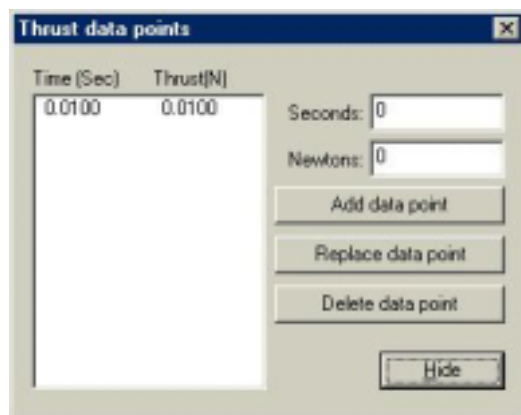 Thrust data points
Time (Sec) Thrust(N)
0.0100 0.0100
Seconds: 0
Newtons: 0
Add data point
Replace data point
Delete data point
Hide